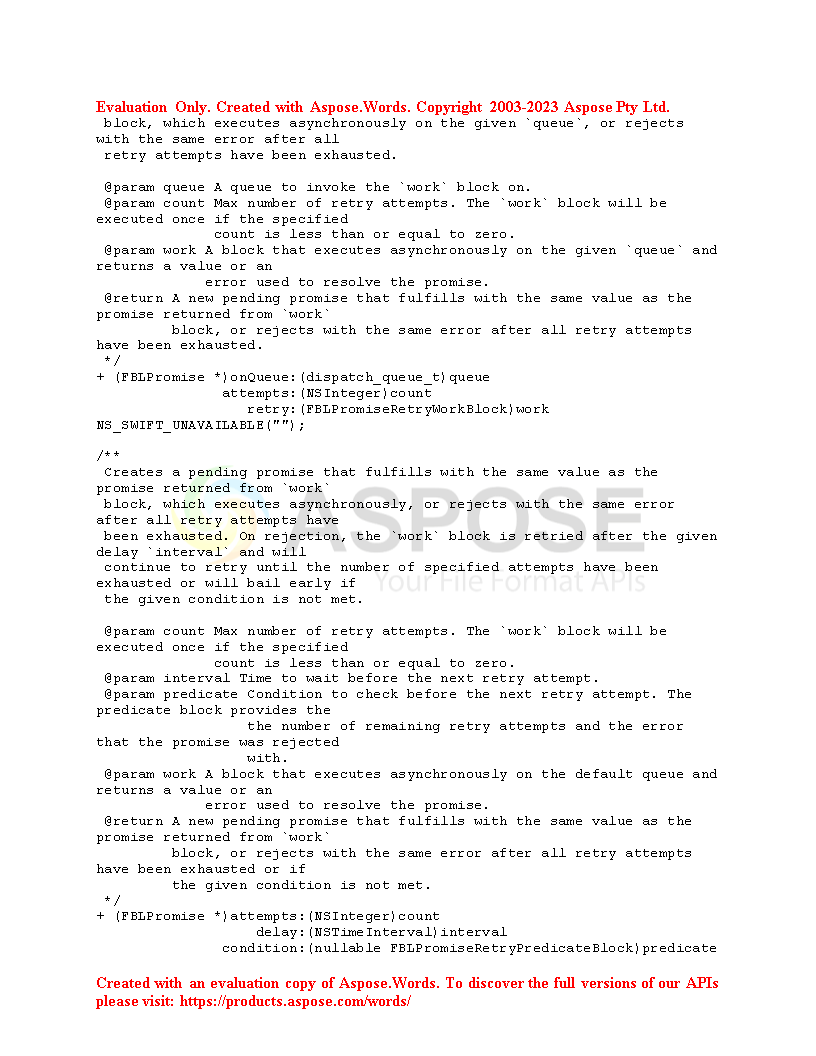 Evaluation Only. Created with Aspose.Words. Copyright 2003-2023 Aspose Pty Ltd.
 block, which executes asynchronously on the given `queue`, or rejects
with the same error after all
 retry attempts have been exhausted.

 @param queue A queue to invoke the `work` block on.
 @param count Max number of retry attempts. The `work` block will be
executed once if the specified
              count is less than or equal to zero.
 @param work A block that executes asynchronously on the given `queue` and
returns a value or an
             error used to resolve the promise.
 @return A new pending promise that fulfills with the same value as the
promise returned from `work`
         block, or rejects with the same error after all retry attempts
have been exhausted.
 */
+ (FBLPromise *)onQueue:(dispatch_queue_t)queue
               attempts:(NSInteger)count
                  retry:(FBLPromiseRetryWorkBlock)work
NS_SWIFT_UNAVAILABLE("");

/**
 Creates a pending promise that fulfills with the same value as the
promise returned from `work`
 block, which executes asynchronously, or rejects with the same error
after all retry attempts have
 been exhausted. On rejection, the `work` block is retried after the given
delay `interval` and will
 continue to retry until the number of specified attempts have been
exhausted or will bail early if
 the given condition is not met.
ASPOSE
Your File Format APIs

 @param count Max number of retry attempts. The `work` block will be
executed once if the specified
              count is less than or equal to zero.
 @param interval Time to wait before the next retry attempt.
 @param predicate Condition to check before the next retry attempt. The
predicate block provides the
                  the number of remaining retry attempts and the error
that the promise was rejected
                  with.
 @param work A block that executes asynchronously on the default queue and
returns a value or an
             error used to resolve the promise.
 @return A new pending promise that fulfills with the same value as the
promise returned from `work`
         block, or rejects with the same error after all retry attempts
have been exhausted or if
         the given condition is not met.
 */
+ (FBLPromise *)attempts:(NSInteger)count
                   delay:(NSTimeInterval)interval
               condition:(nullable FBLPromiseRetryPredicateBlock)predicate

Created with an evaluation copy of Aspose.Words. To discover the full versions of our APIs
please visit: https://products.aspose.com/words/